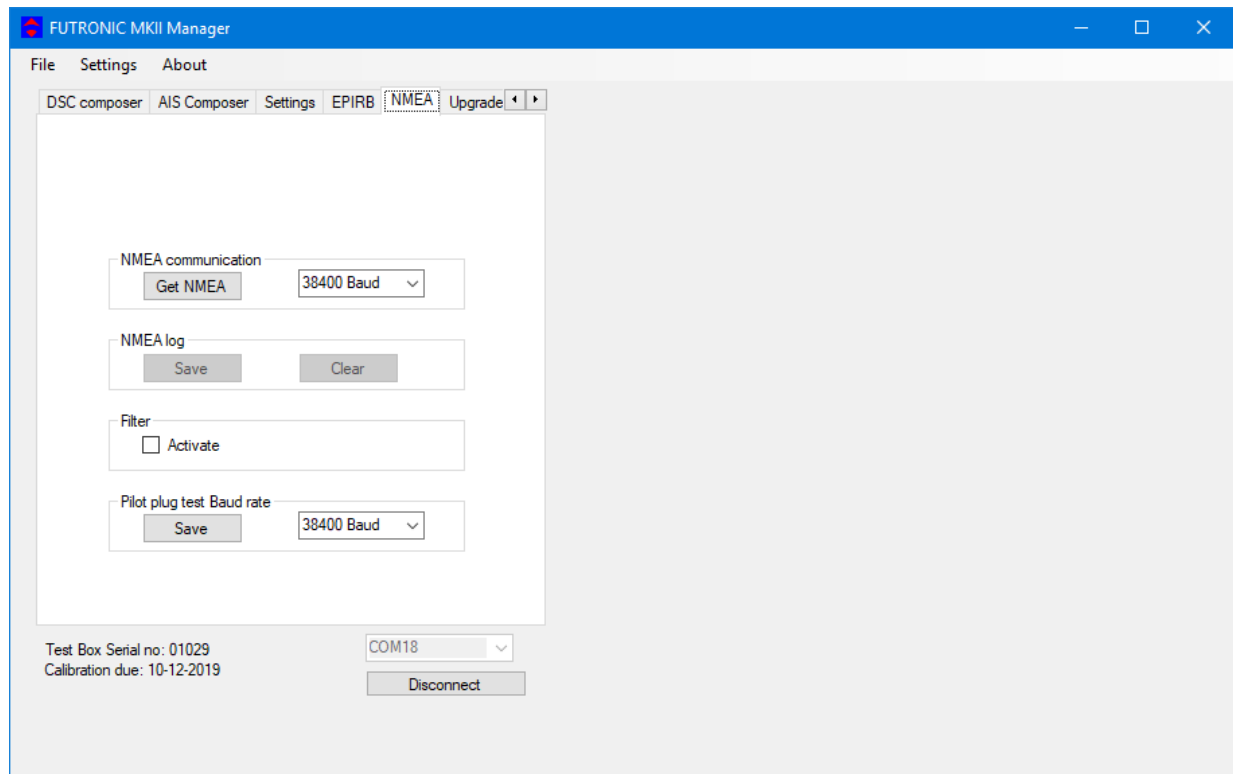 FUTRONIC MKII Manager
File Settings About
DSC composer AIS Composer Settings EPIRB NMEA Upgrade
NMEA communication
Get NMEA 38400 Baud
NMEA log
Save Clear
Filter
Activate
Pilot plug test Baud rate
Save 38400 Baud
Test Box Serial no: 01029 COM18
Calibration due: 10-12-2019
Disconnect